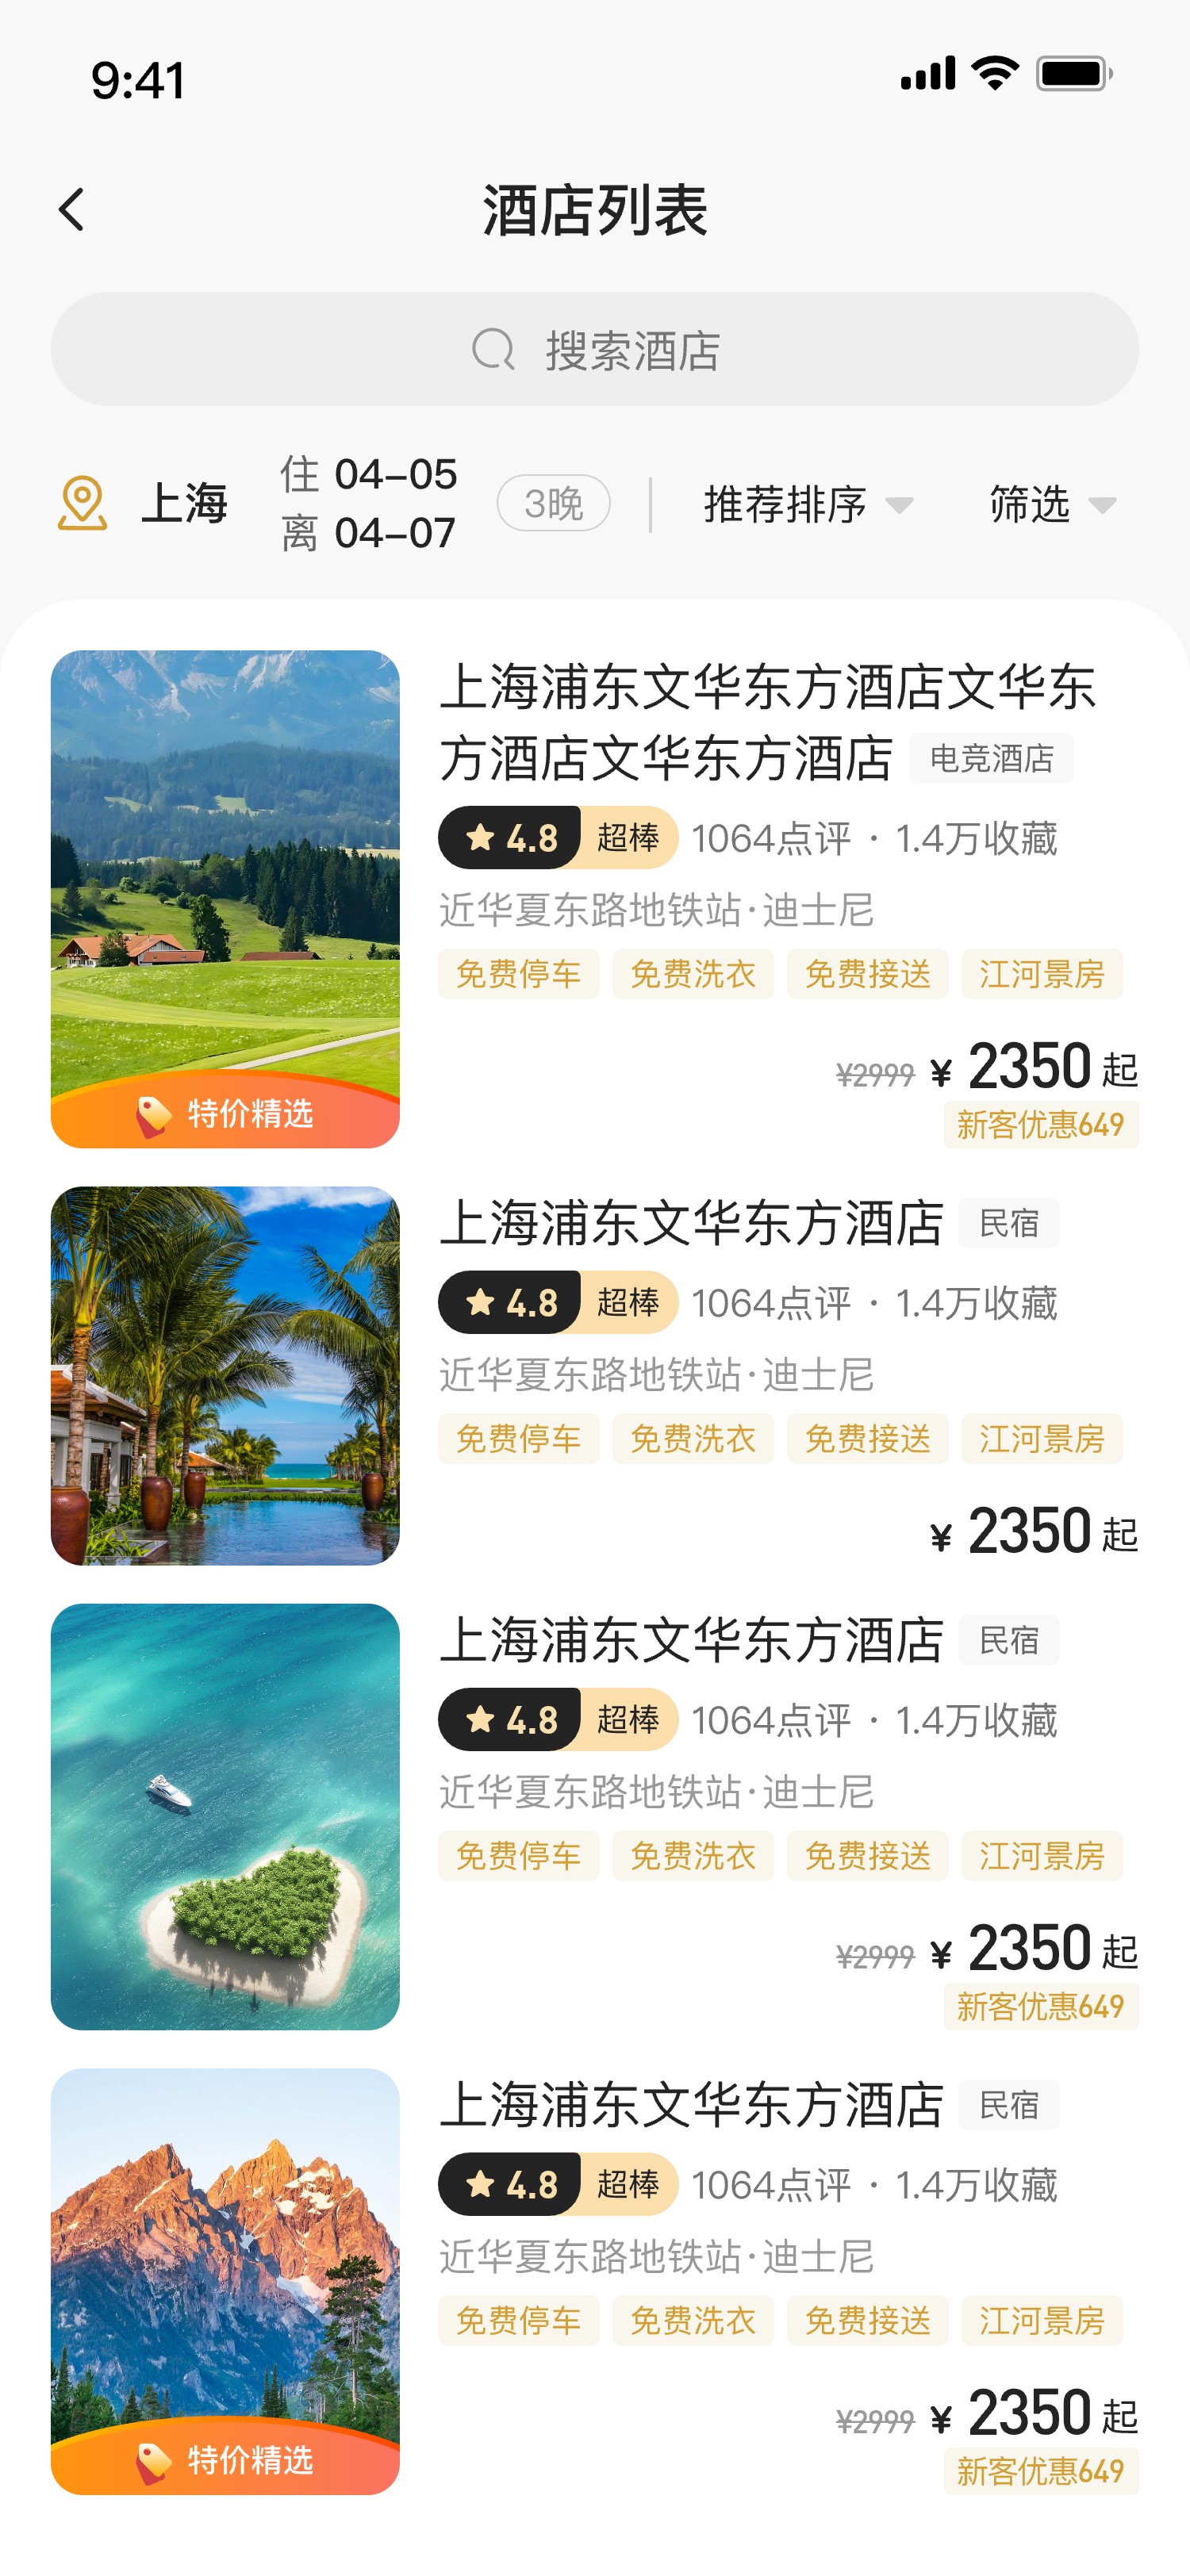 9:41
酒店列表
搜索酒店
上海
住 04-05
离 04-07
3晚
推荐排序
筛选
上海浦东文华东方酒店文华东
方酒店文华东方酒店 电竞酒店
4.8 超棒 1064点评 · 1.4万收藏
近华夏东路地铁站·迪士尼
免费停车 免费洗衣 免费接送 江河景房
¥2999 ¥ 2350 起
新客优惠649
特价精选
上海浦东文华东方酒店 民宿
4.8 超棒 1064点评 · 1.4万收藏
近华夏东路地铁站·迪士尼
免费停车 免费洗衣 免费接送 江河景房
¥ 2350 起
上海浦东文华东方酒店 民宿
4.8 超棒 1064点评 · 1.4万收藏
近华夏东路地铁站·迪士尼
免费停车 免费洗衣 免费接送 江河景房
¥2999 ¥ 2350 起
新客优惠649
上海浦东文华东方酒店 民宿
4.8 超棒 1064点评 · 1.4万收藏
近华夏东路地铁站·迪士尼
免费停车 免费洗衣 免费接送 江河景房
¥2999 ¥ 2350 起
新客优惠649
特价精选